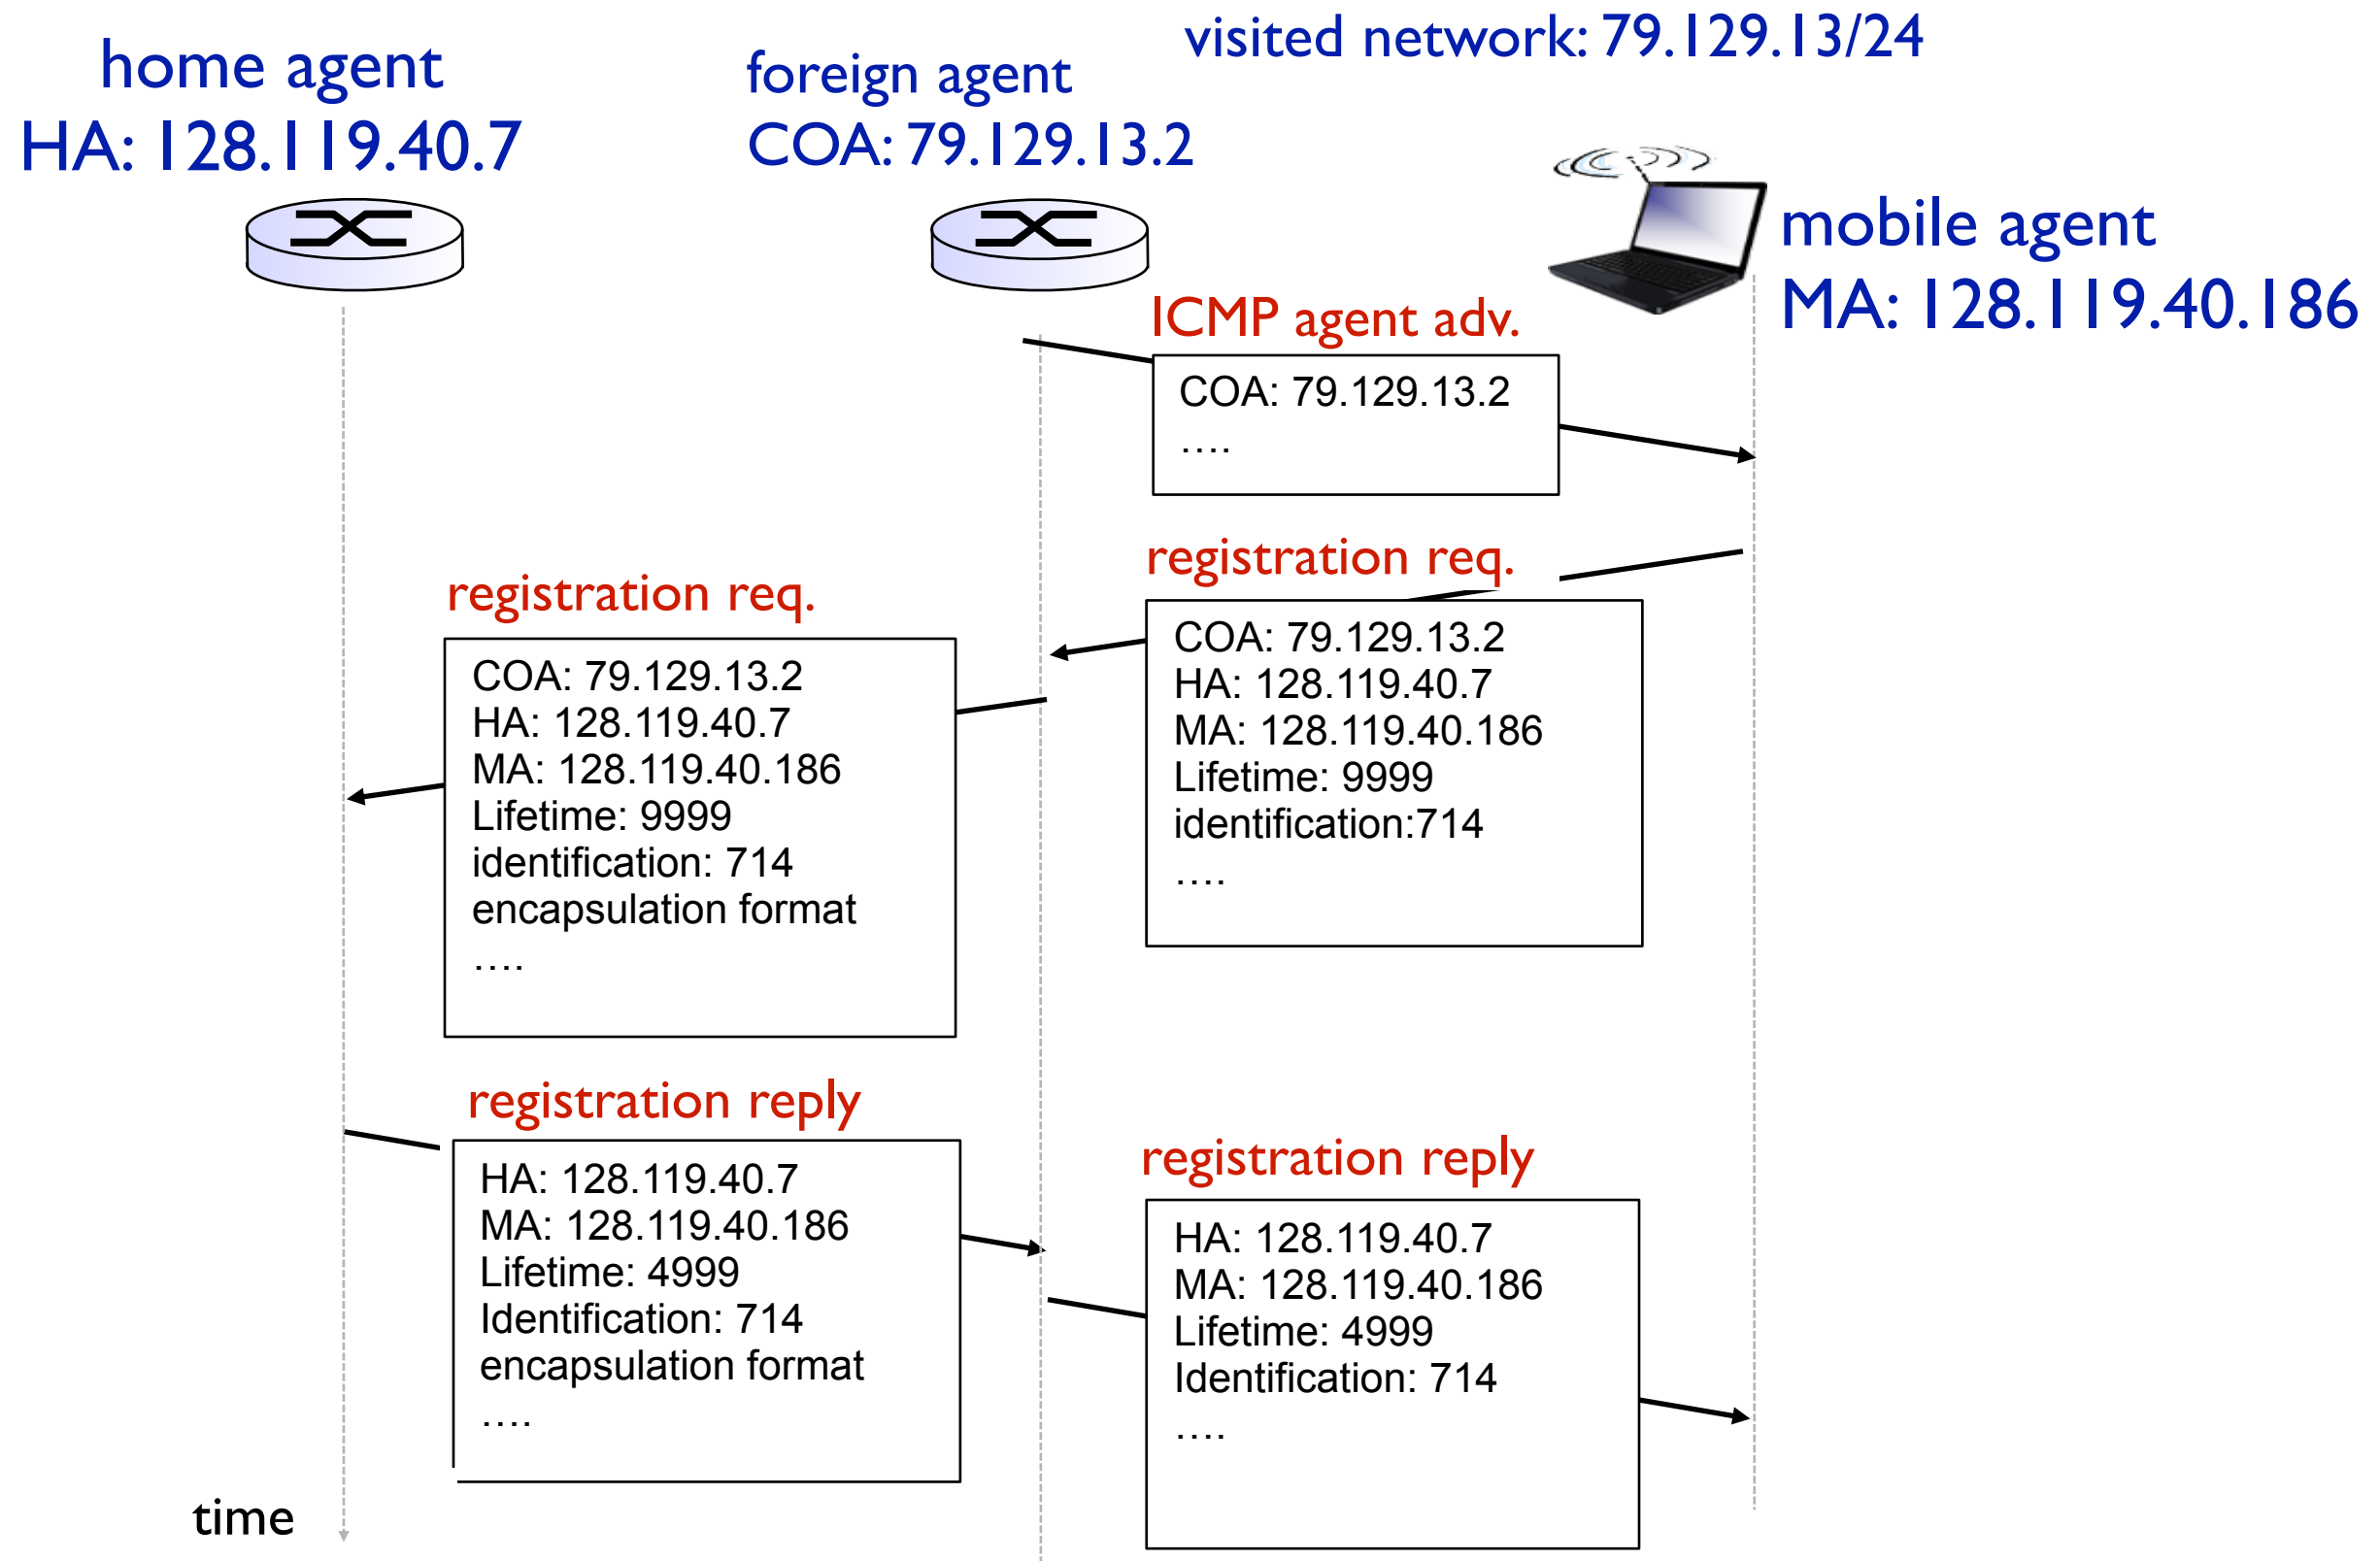 visited network: 79.129.13/24
home agent
HA: 128.119.40.7
foreign agent
COA: 79.129.13.2
mobile agent
MA: 128.119.40.186
ICMP agent adv.
COA: 79.129.13.2
....
registration req.
COA: 79.129.13.2
HA: 128.119.40.7
MA: 128.119.40.186
Lifetime: 9999
identification:714
....
registration req.
COA: 79.129.13.2
HA: 128.119.40.7
MA: 128.119.40.186
Lifetime: 9999
identification: 714
encapsulation format
....
registration reply
HA: 128.119.40.7
MA: 128.119.40.186
Lifetime: 4999
Identification: 714
encapsulation format
....
registration reply
HA: 128.119.40.7
MA: 128.119.40.186
Lifetime: 4999
Identification: 714
....
time